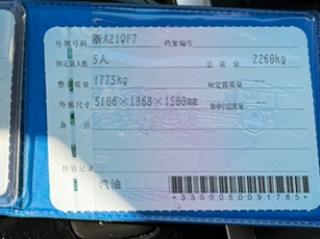 号牌号码 浙A21QF7 档案编号
核定载人数 5人 总质量 2260kg
整备质量 1775kg 核定载质量
外廓尺寸 5106×1868×1500mm 准牵引总质量
备注
检验记录
汽油
*3300050091785*